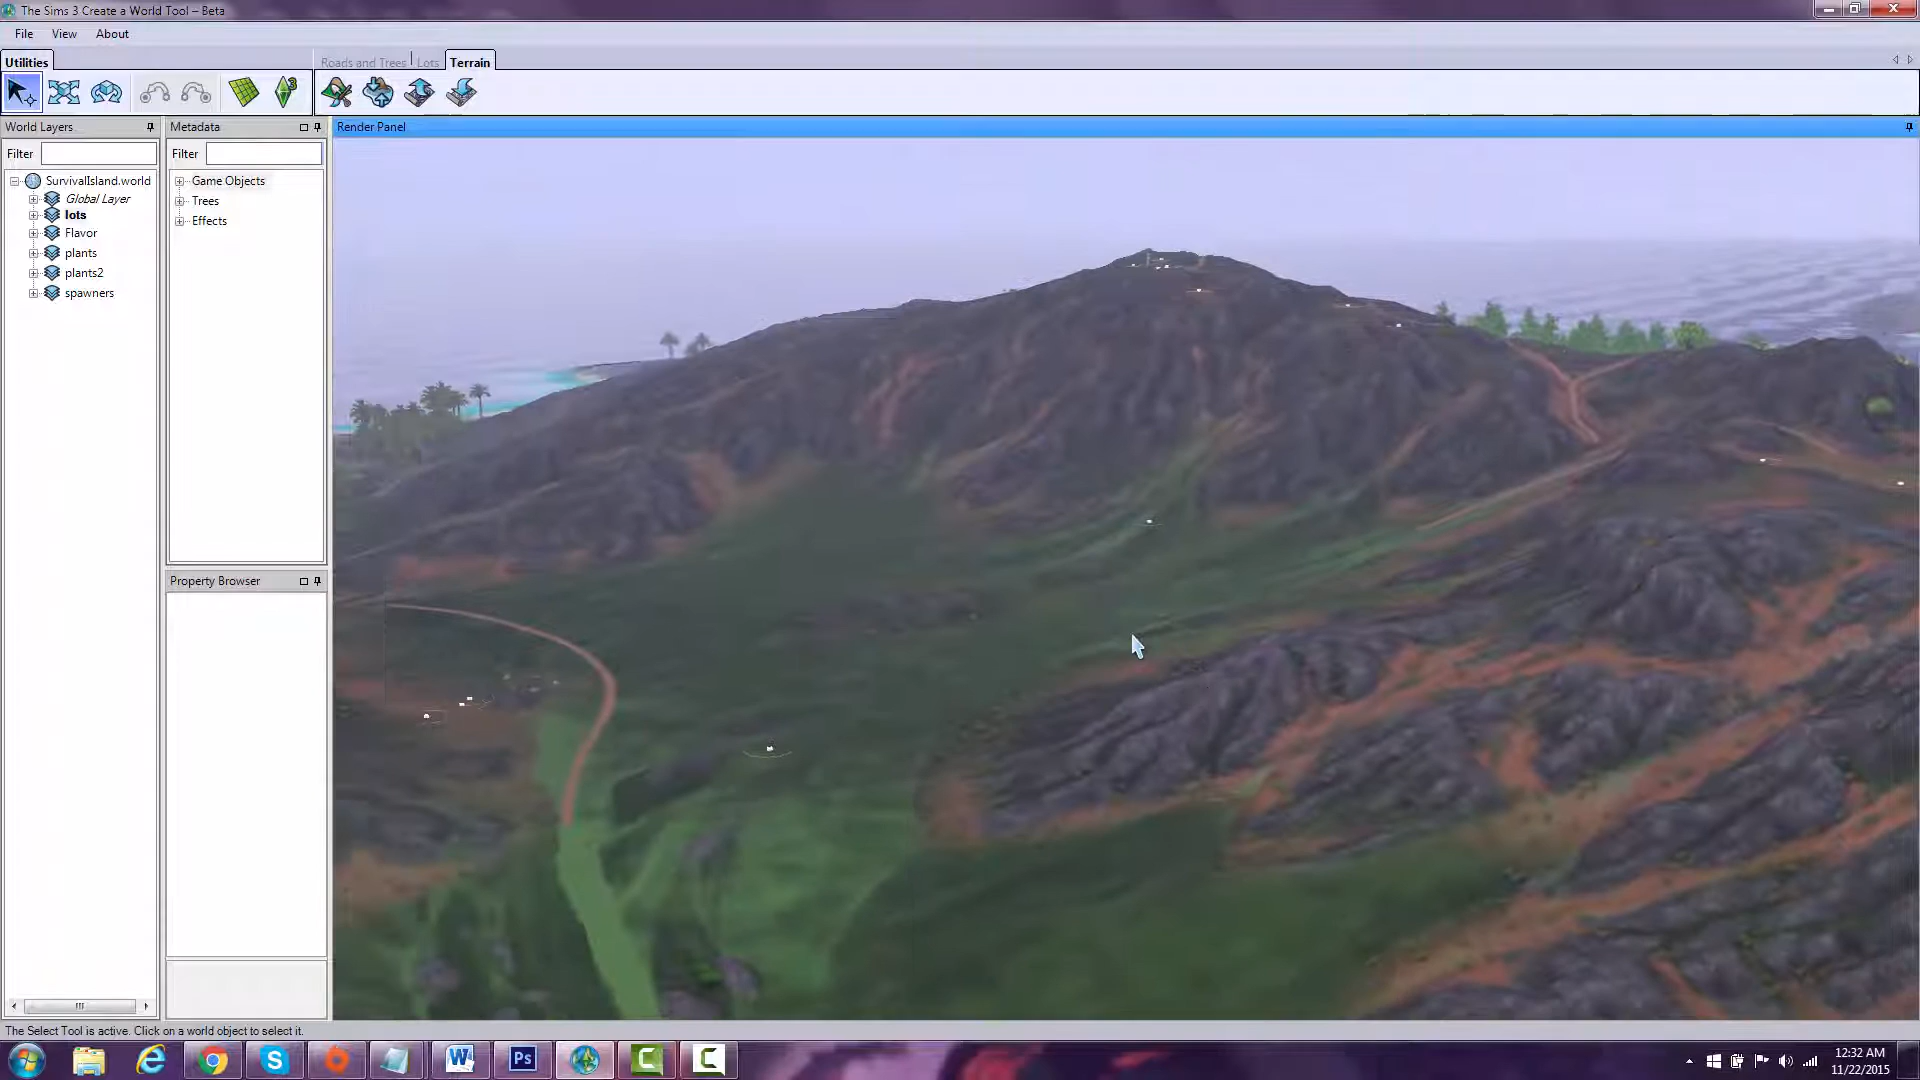 The Sims 3 Create a World Tool – Beta
File View About
Utilities Roads and Trees Lots Terrain
World Layers Metadata Render Panel
Filter Filter
SurvivalIsland.world
Global Layer
lots
Flavor
plants
plants2
spawners
Game Objects
Trees
Effects
Property Browser
The Select Tool is active. Click on a world object to select it.
12:32 AM
11/22/2015